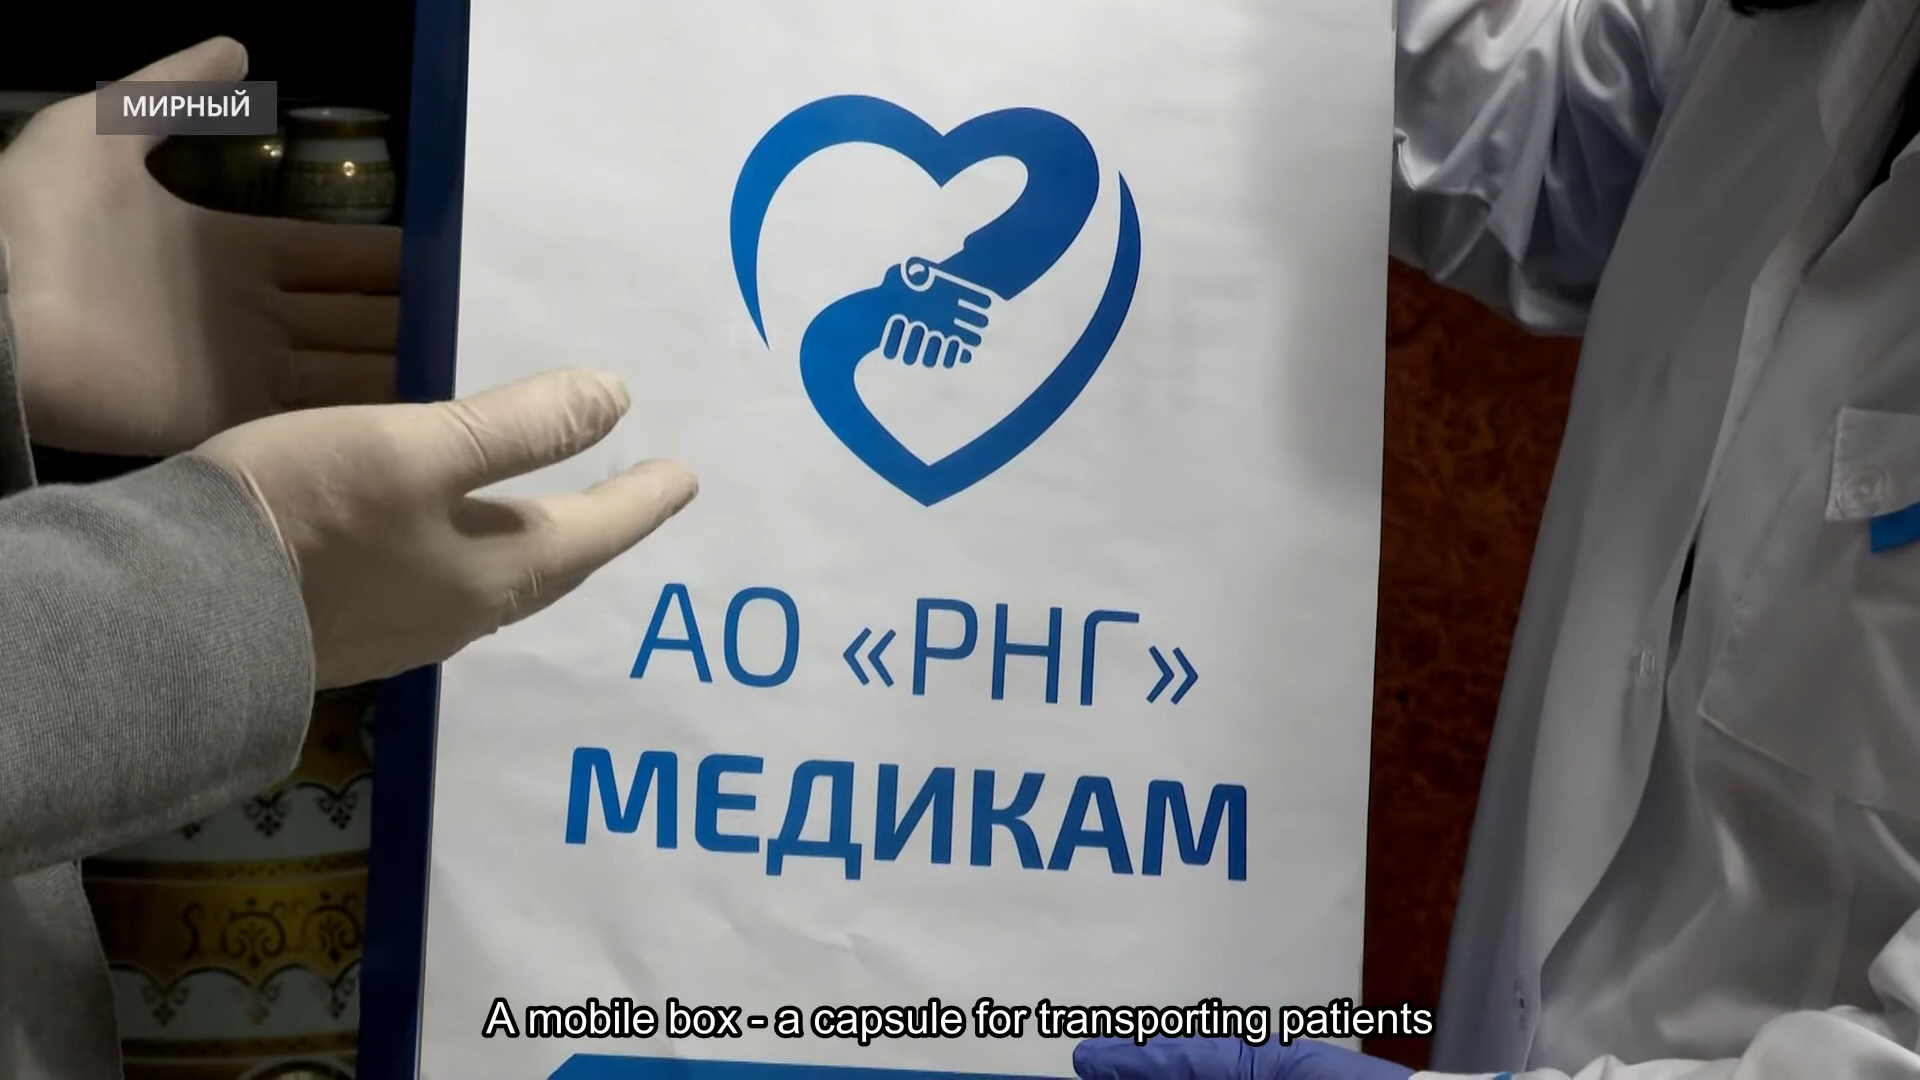 МИРНЫЙ
АО «РНГ»
МЕДИКАМ
A mobile box - a capsule for transporting patients